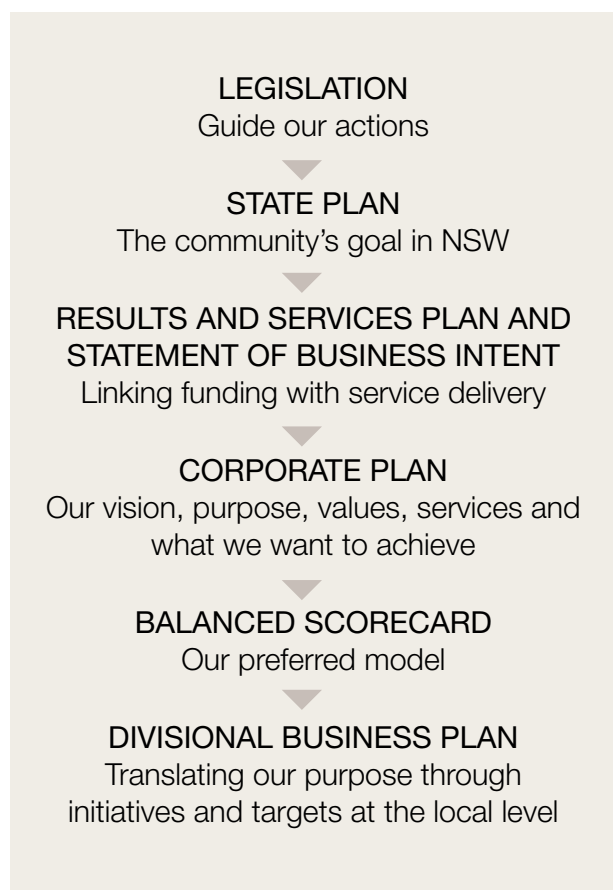 LEGISLATION
Guide our actions
STATE PLAN
The community’s goal in NSW
RESULTS AND SERVICES PLAN AND
STATEMENT OF BUSINESS INTENT
Linking funding with service delivery
CORPORATE PLAN
Our vision, purpose, values, services and
what we want to achieve
BALANCED SCORECARD
Our preferred model
DIVISIONAL BUSINESS PLAN
Translating our purpose through
initiatives and targets at the local level